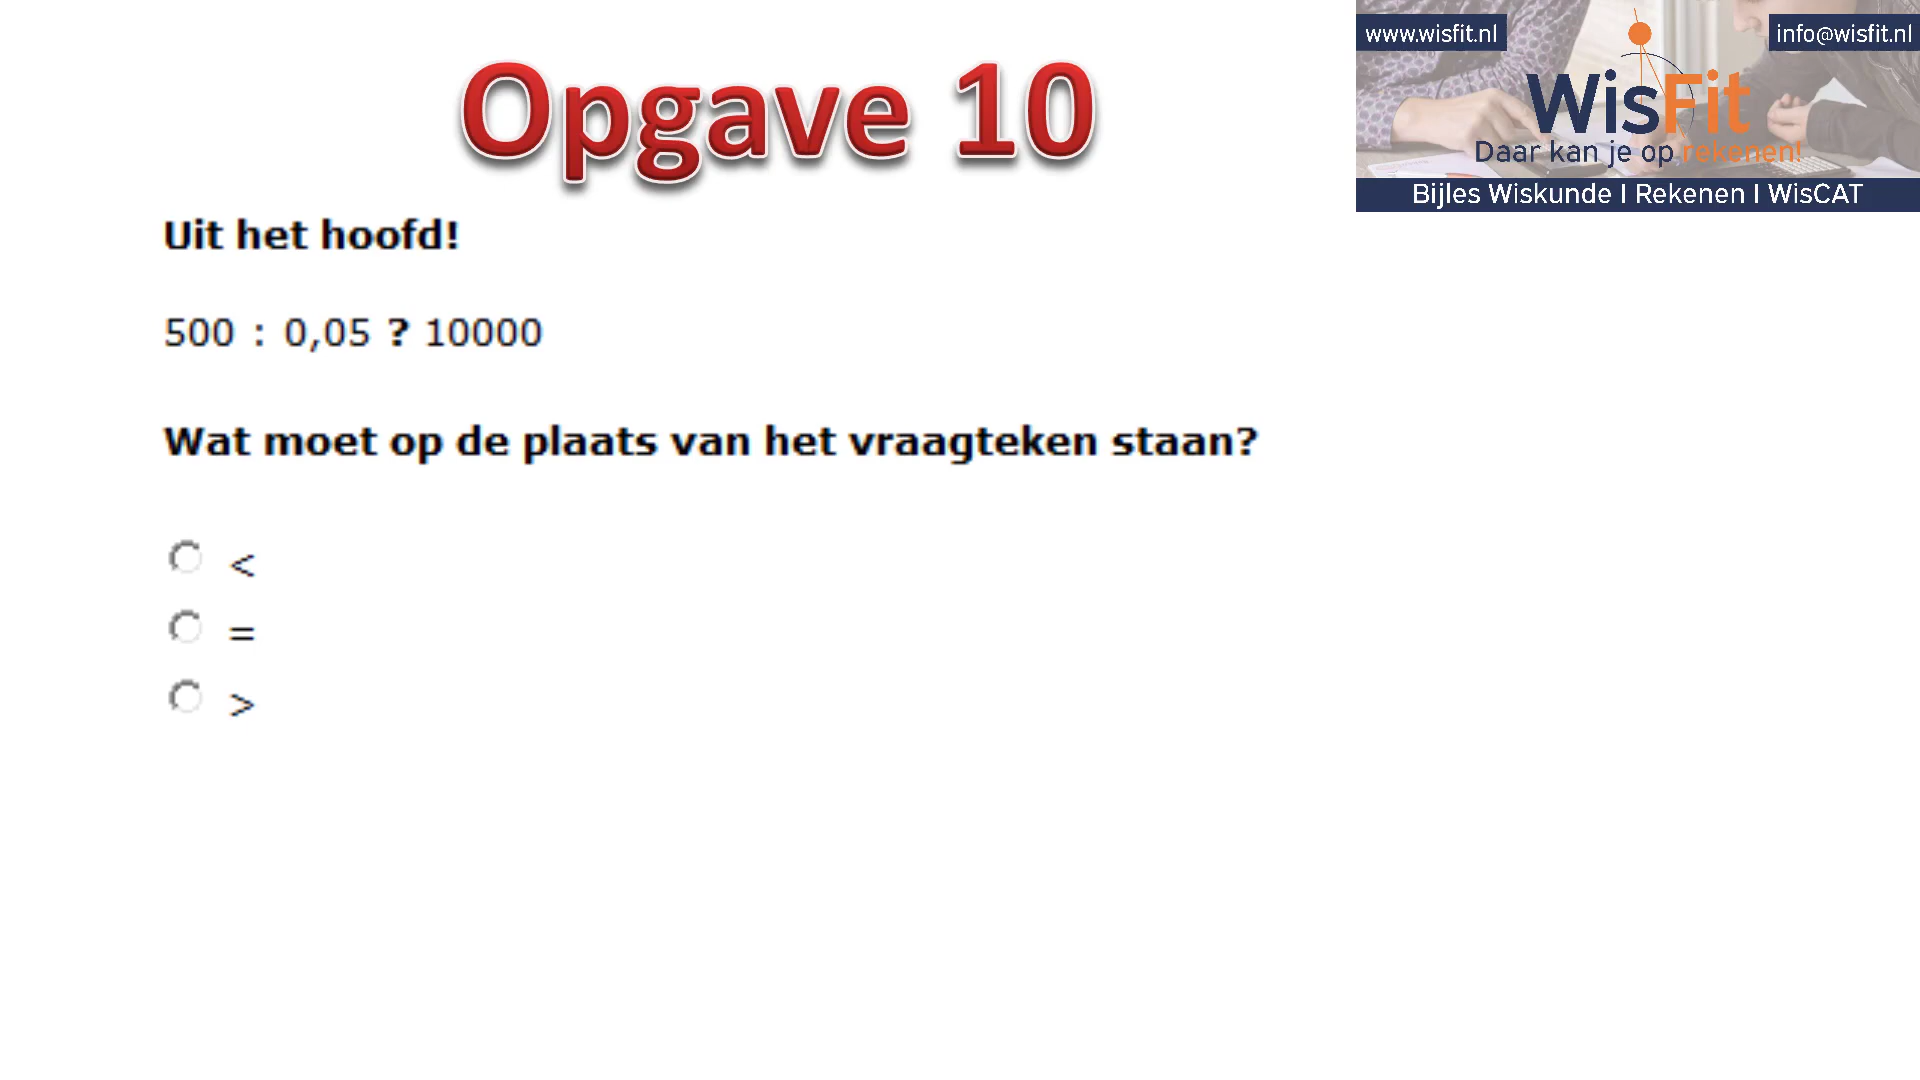 www.wisfit.nl
info@wisfit.nl
WisFit
Daar kan je op rekenen!
Bijles Wiskunde I Rekenen I WisCAT
Opgave 10
Uit het hoofd!
500 : 0,05 ? 10000
Wat moet op de plaats van het vraagteken staan?
<
=
>